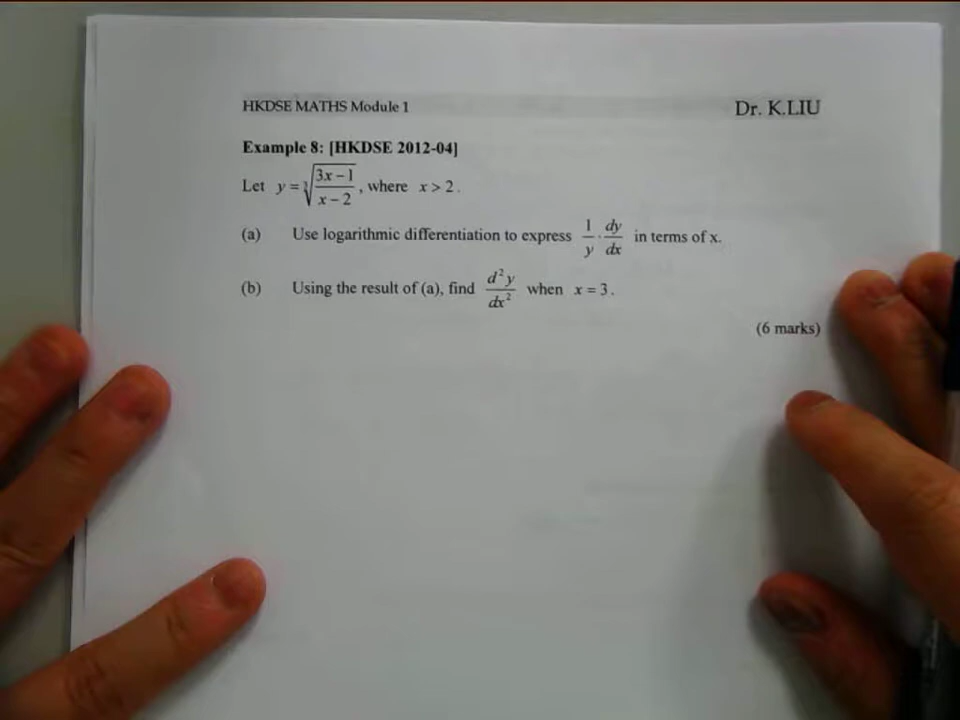 HKDSE MATHS Module 1
Dr. K.LIU
Example 8: [HKDSE 2012-04]
Let y = ∛((3x − 1)/(x − 2)), where x > 2.
(a) Use logarithmic differentiation to express 1/y · dy/dx in terms of x.
(b) Using the result of (a), find d²y/dx² when x = 3.
(6 marks)